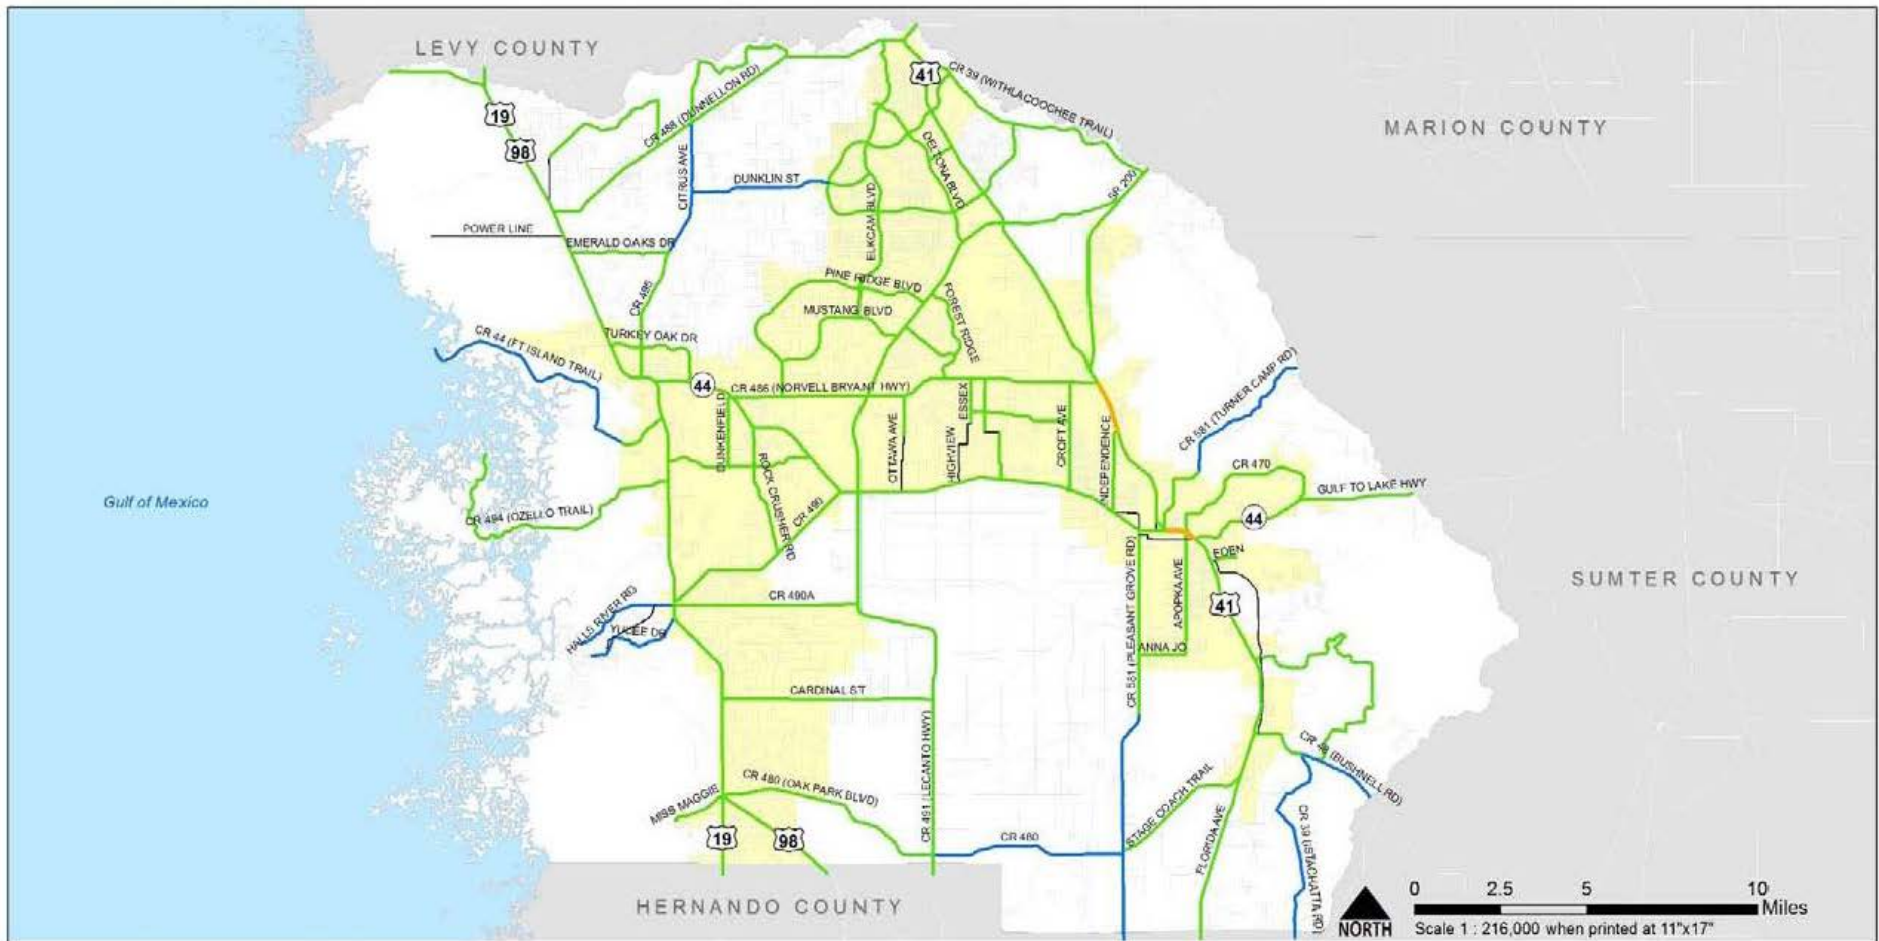 LEVY COUNTY
41
CR 39 (WITHLACOOCHEE TRAIL)
MARION COUNTY
19
CR 488 (DUNNELLON RD)
98
CITRUS AVE
DUNKLIN ST
DELTONA BLVD
SR 200
ELKCAM BLVD
POWER LINE
EMERALD OAKS DR
CR 495
PINE RIDGE BLVD
MUSTANG BLVD
FOREST RIDGE
TURKEY OAK DR
CR 44 (FT ISLAND TRAIL)
44
CR 486 (NORVELL BRYANT HWY)
DUNKENFIELD
OTTAWA AVE
HIGHVIEW
ESSEX
CROFT AVE
INDEPENDENCE
CR 581 (TURNER CAMP RD)
CR 470
GULF TO LAKE HWY
44
Gulf of Mexico
CR 494 (OZELLO TRAIL)
ROCK CRUSHER RD
CR 490
EDEN
SUMTER COUNTY
CR 581 (PLEASANT GROVE RD)
APOPKA AVE
41
CR 490A
HALLS RIVER RD
YULEE DR
ANNA JO
CARDINAL ST
CR 491 (LECANTO HWY)
CR 48 (BUSHNELL RD)
MISS MAGGIE
CR 480 (OAK PARK BLVD)
STAGE COACH TRAIL
FLORIDA AVE
CR 39 (ISTACHATTA RD)
19
98
CR 480
HERNANDO COUNTY
NORTH
0 2.5 5 10
Miles
Scale 1 : 216,000 when printed at 11"x17"